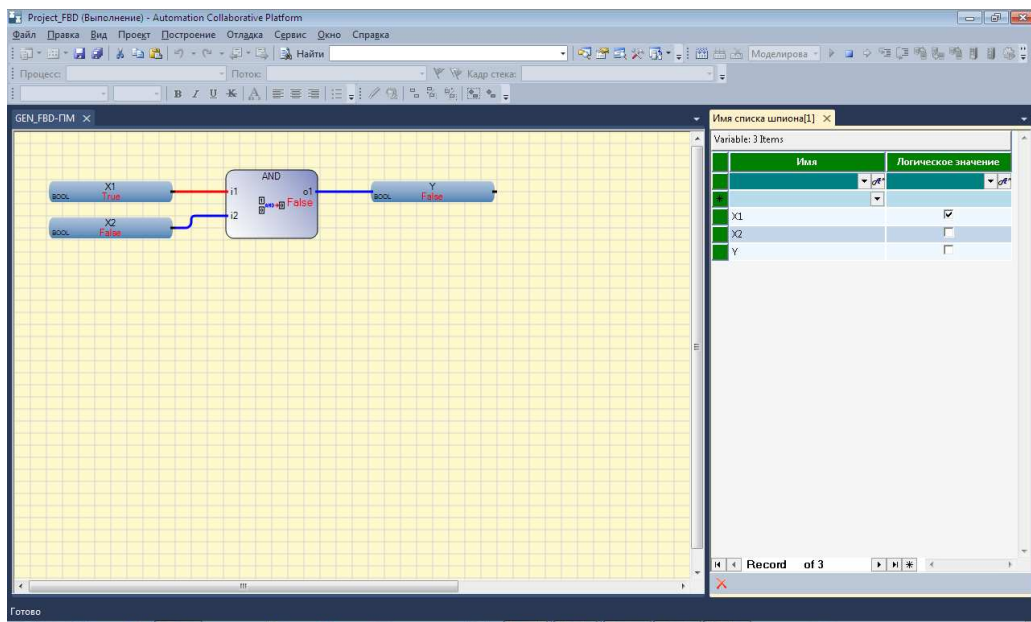 Project_FBD (Выполнение) - Automation Collaborative Platform
Файл Правка Вид Проект Построение Отладка Сервис Окно Справка
Найти Моделирова
Процесс: Поток: Кадр стека:
B I U K A
GEN_FBD-ПМ
Имя списка шпиона[1]
Variable: 3 Items
Имя Логическое значение
X1
BOOL True
X2
BOOL False
AND
i1 o1
AND False
i2
Y
BOOL False
X1
X2
Y
Record of 3
Готово